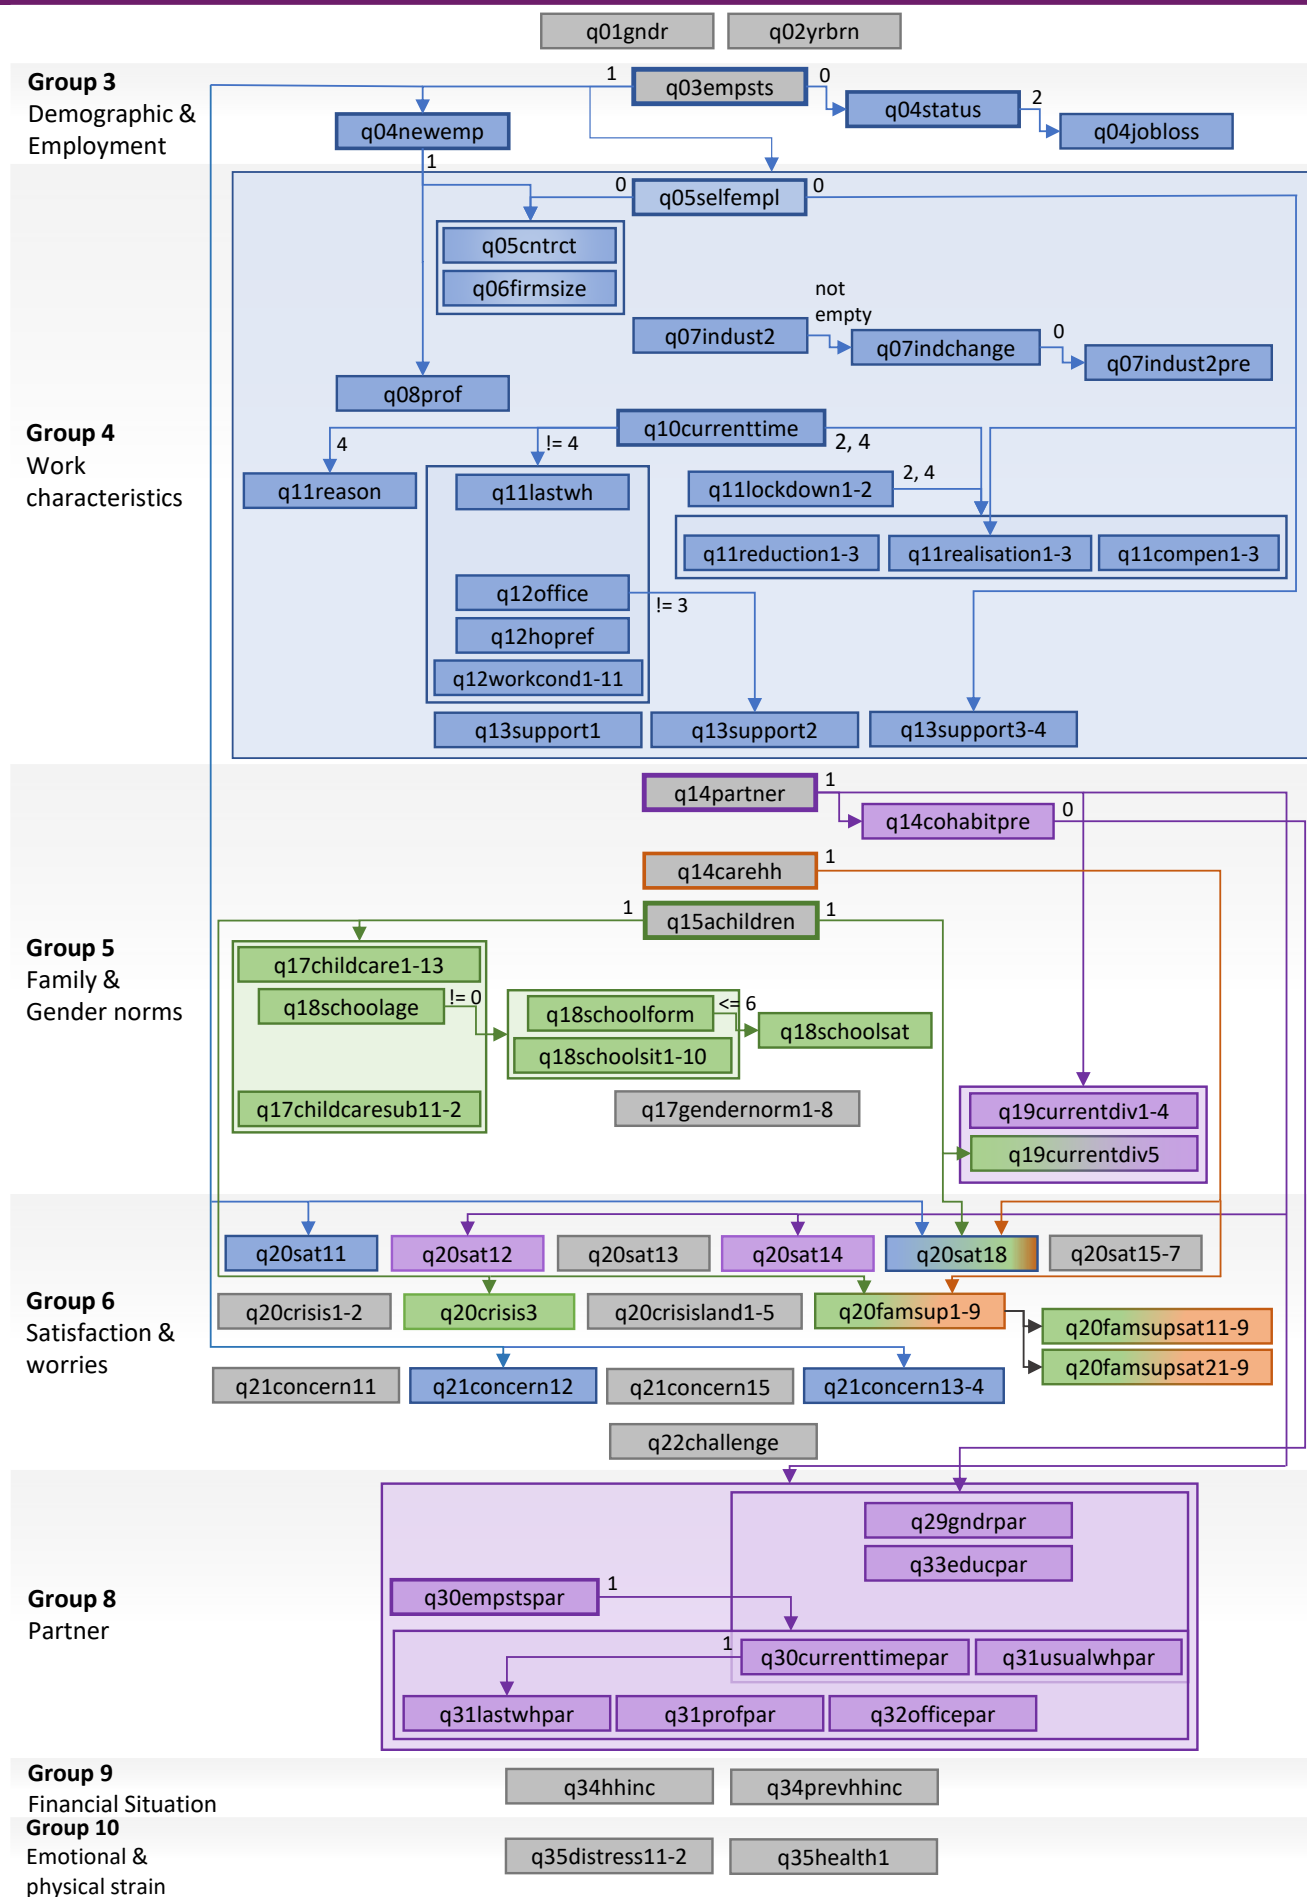 q01gndr
q02yrbrn
Group 3
Demographic &
Employment
1
q03empsts
0
q04status
2
q04jobloss
q04newemp
1
Group 4
Work
characteristics
0
q05selfempl
0
q05cntrct
q06firmsize
not
empty
q07indust2
q07indchange
0
q07indust2pre
q08prof
q10currenttime
4
!= 4
2, 4
q11reason
q11lastwh
q11lockdown1-2
2, 4
q11reduction1-3
q11realisation1-3
q11compen1-3
q12office
!= 3
q12hopref
q12workcond1-11
q13support1
q13support2
q13support3-4
Group 5
Family &
Gender norms
q14partner
1
q14cohabitpre
0
q14carehh
1
1
q15achildren
1
q17childcare1-13
q18schoolage
!= 0
q18schoolform
<= 6
q18schoolsat
q18schoolsit1-10
q17childcaresub11-2
q17gendernorm1-8
q19currentdiv1-4
q19currentdiv5
Group 6
Satisfaction &
worries
q20sat11
q20sat12
q20sat13
q20sat14
q20sat18
q20sat15-7
q20crisis1-2
q20crisis3
q20crisisland1-5
q20famsup1-9
q20famsupsat11-9
q20famsupsat21-9
q21concern11
q21concern12
q21concern15
q21concern13-4
q22challenge
Group 8
Partner
q29gndrpar
q33educpar
q30empstspar
1
1
q30currenttimepar
q31usualwhpar
q31lastwhpar
q31profpar
q32officepar
Group 9
Financial Situation
q34hhinc
q34prevhhinc
Group 10
Emotional &
physical strain
q35distress11-2
q35health1